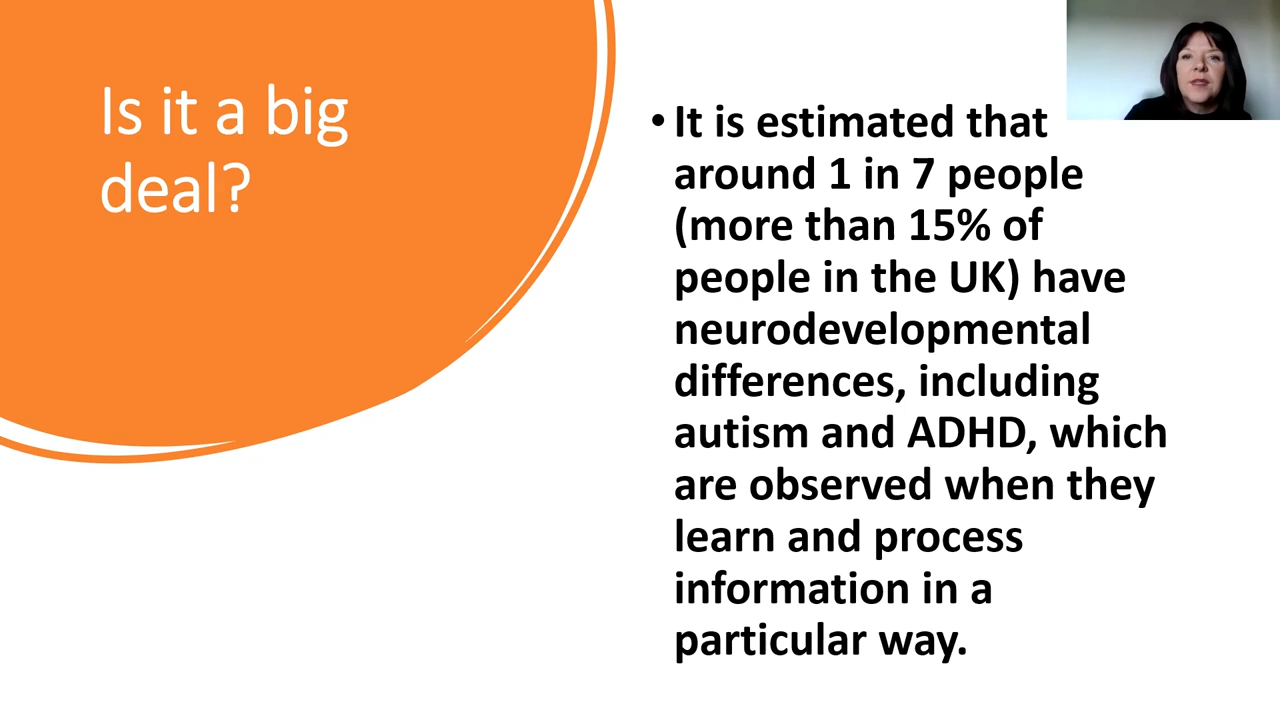 Is it a big
deal?
• It is estimated that
around 1 in 7 people
(more than 15% of
people in the UK) have
neurodevelopmental
differences, including
autism and ADHD, which
are observed when they
learn and process
information in a
particular way.